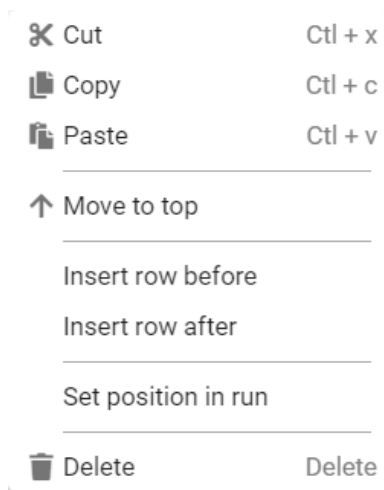 Cut Ctl + x
Copy Ctl + c
Paste Ctl + v
Move to top
Insert row before
Insert row after
Set position in run
Delete Delete